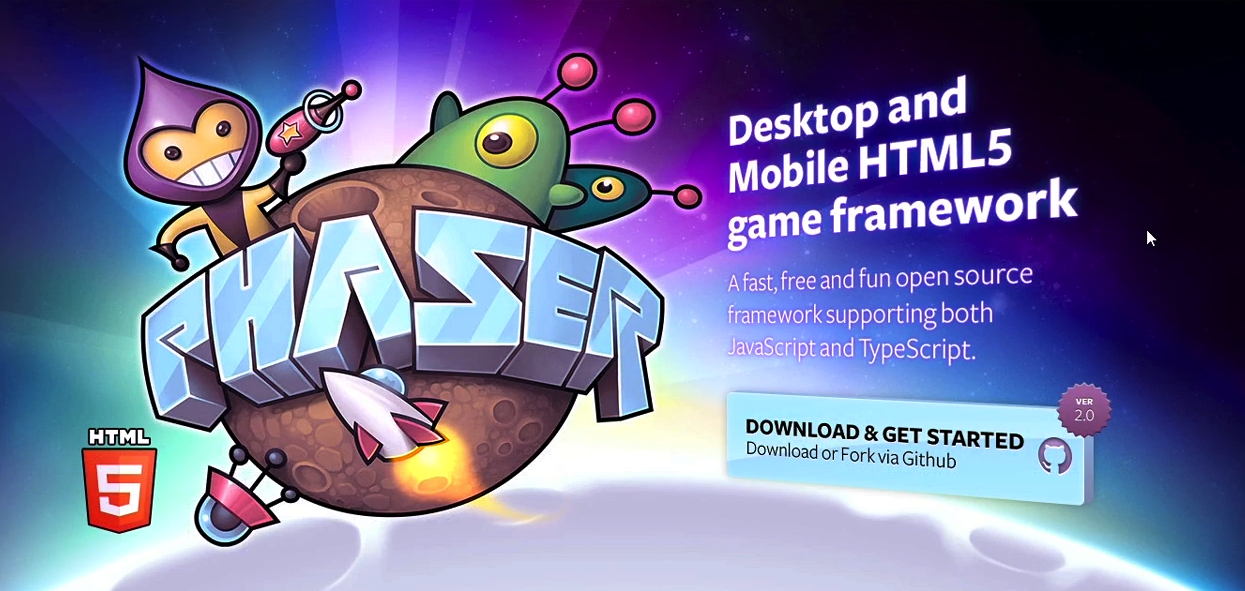 PHASER
Desktop and
Mobile HTML5
game framework
A fast, free and fun open source
framework supporting both
JavaScript and TypeScript.
VER
2.0
DOWNLOAD & GET STARTED
Download or Fork via Github
HTML
5